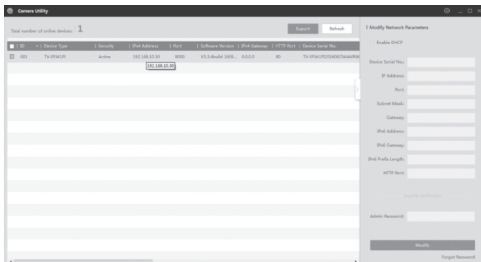 Camera Utility
Total number of online devices: 1
Export
Refresh
ID
Device Type
Security
IPv4 Address
Port
Software Version
IPv4 Gateway
HTTP Port
Device Serial No.
001
Active
192.168.10.30
8000
0.0.0.0
80
192.168.10.30
Modify Network Parameters
Enable DHCP
Device Serial No.:
IP Address:
Port:
Subnet Mask:
Gateway:
IPv6 Address:
IPv6 Gateway:
IPv6 Prefix Length:
HTTP Port:
Admin Password:
Modify
Forgot Password